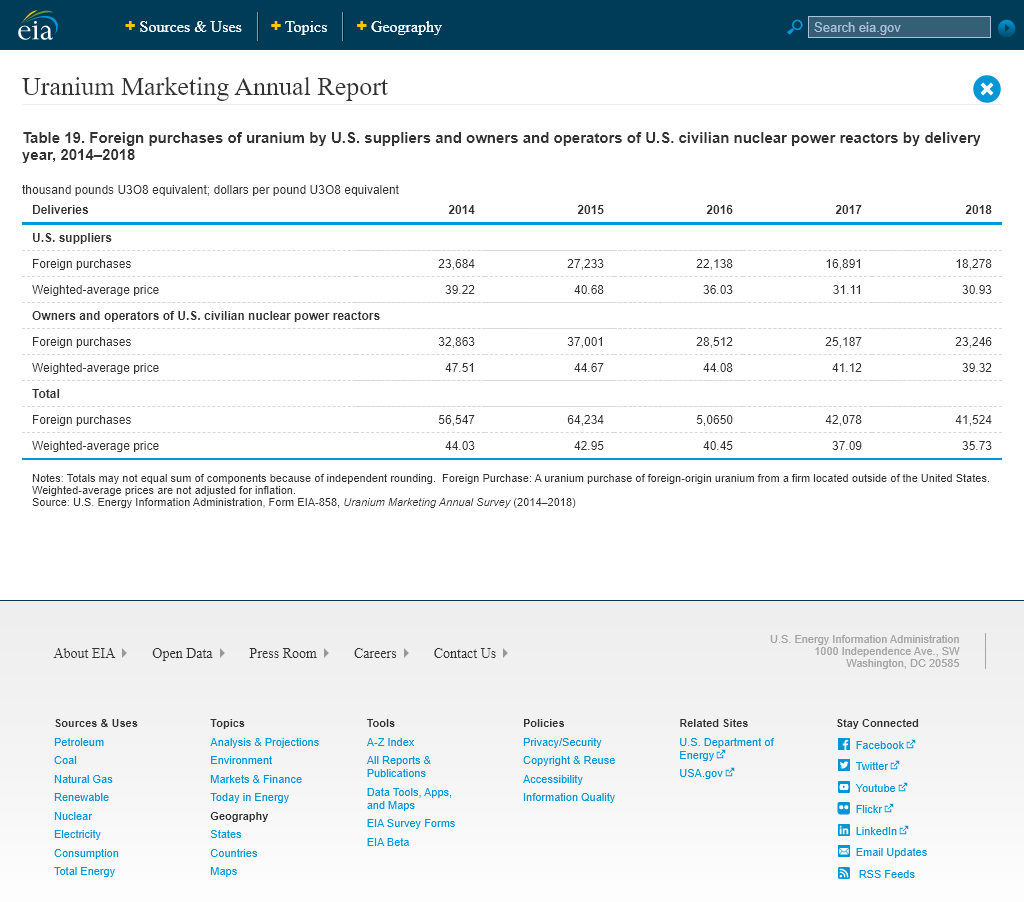 eia
Sources & Uses
Topics
Geography
Search eia.gov
Uranium Marketing Annual Report
Table 19. Foreign purchases of uranium by U.S. suppliers and owners and operators of U.S. civilian nuclear power reactors by delivery
year, 2014–2018
thousand pounds U3O8 equivalent; dollars per pound U3O8 equivalent
Deliveries 2014 2015 2016 2017 2018
U.S. suppliers
Foreign purchases 23,684 27,233 22,138 16,891 18,278
Weighted-average price 39.22 40.68 36.03 31.11 30.93
Owners and operators of U.S. civilian nuclear power reactors
Foreign purchases 32,863 37,001 28,512 25,187 23,246
Weighted-average price 47.51 44.67 44.08 41.12 39.32
Total
Foreign purchases 56,547 64,234 5,0650 42,078 41,524
Weighted-average price 44.03 42.95 40.45 37.09 35.73
Notes: Totals may not equal sum of components because of independent rounding. Foreign Purchase: A uranium purchase of foreign-origin uranium from a firm located outside of the United States.
Weighted-average prices are not adjusted for inflation.
Source: U.S. Energy Information Administration, Form EIA-858, Uranium Marketing Annual Survey (2014–2018)
About EIA
Open Data
Press Room
Careers
Contact Us
U.S. Energy Information Administration
1000 Independence Ave., SW
Washington, DC 20585
Sources & Uses
Petroleum
Coal
Natural Gas
Renewable
Nuclear
Electricity
Consumption
Total Energy
Topics
Analysis & Projections
Environment
Markets & Finance
Today in Energy
Geography
States
Countries
Maps
Tools
A-Z Index
All Reports &
Publications
Data Tools, Apps,
and Maps
EIA Survey Forms
EIA Beta
Policies
Privacy/Security
Copyright & Reuse
Accessibility
Information Quality
Related Sites
U.S. Department of
Energy
USA.gov
Stay Connected
Facebook
Twitter
Youtube
Flickr
LinkedIn
Email Updates
RSS Feeds